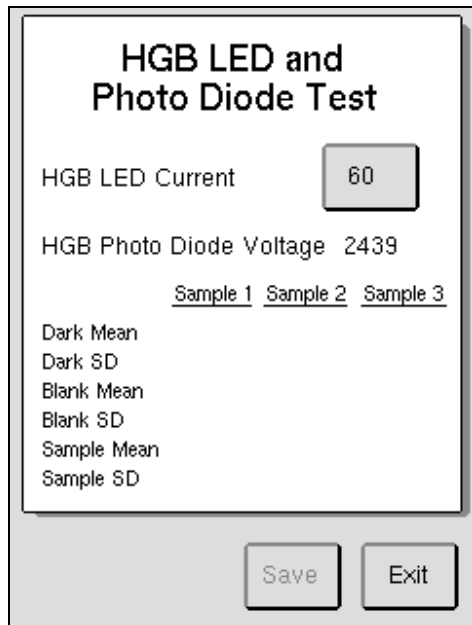 HGB LED and
Photo Diode Test
HGB LED Current 60
HGB Photo Diode Voltage 2439
Sample 1 Sample 2 Sample 3
Dark Mean
Dark SD
Blank Mean
Blank SD
Sample Mean
Sample SD
Save Exit